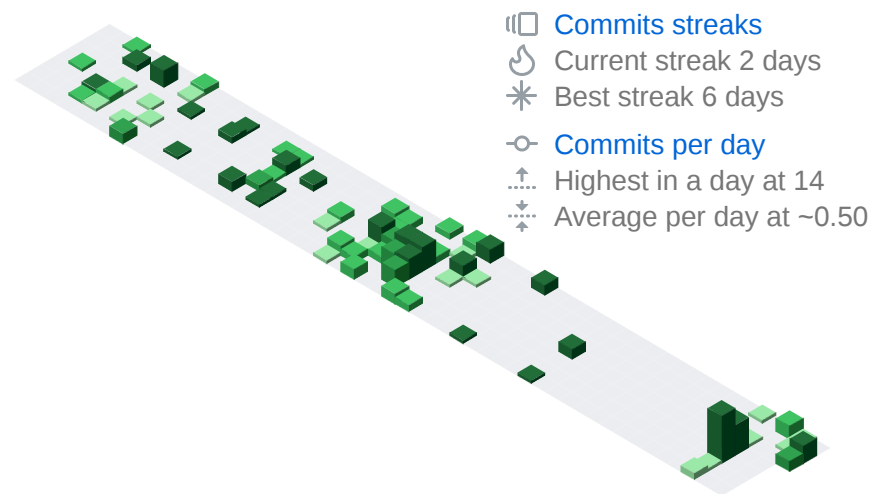 Commits streaks
Current streak 2 days
Best streak 6 days
Commits per day
Highest in a day at 14
Average per day at ~0.50